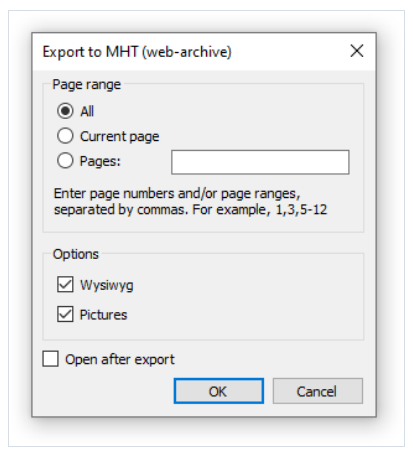 Export to MHT (web-archive)
Page range
All
Current page
Pages:
Enter page numbers and/or page ranges,
separated by commas. For example, 1,3,5-12
Options
Wysiwyg
Pictures
Open after export
OK
Cancel